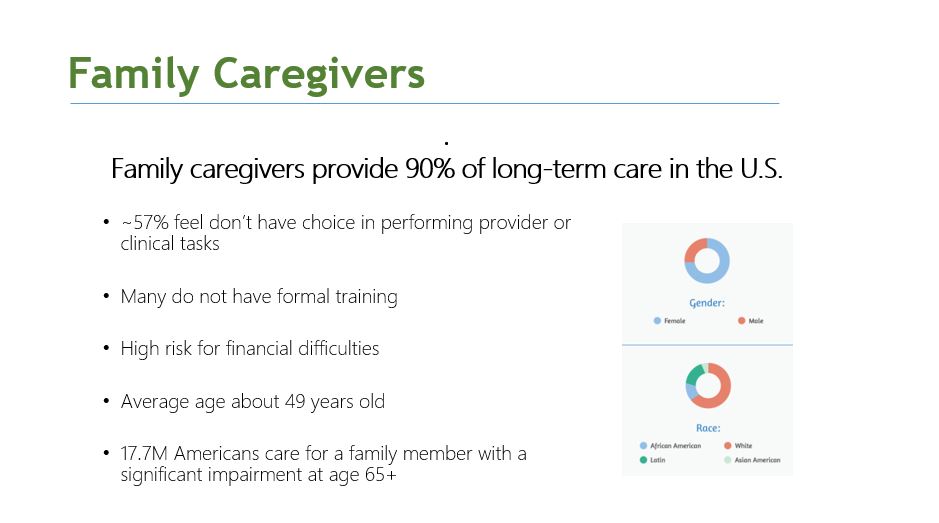 Family Caregivers
.
Family caregivers provide 90% of long-term care in the U.S.
• ~57% feel don’t have choice in performing provider or
clinical tasks
• Many do not have formal training
• High risk for financial difficulties
• Average age about 49 years old
• 17.7M Americans care for a family member with a
significant impairment at age 65+
Gender:
Female Male
Race:
African American White
Latin Asian American